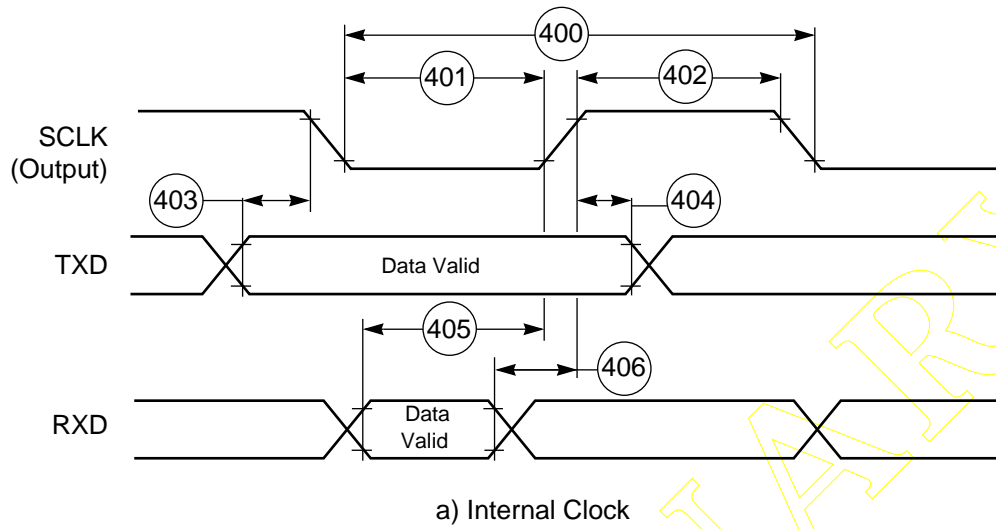 400
401
402
SCLK
(Output)
403
404
TXD
Data Valid
405
406
RXD
Data
Valid
a) Internal Clock